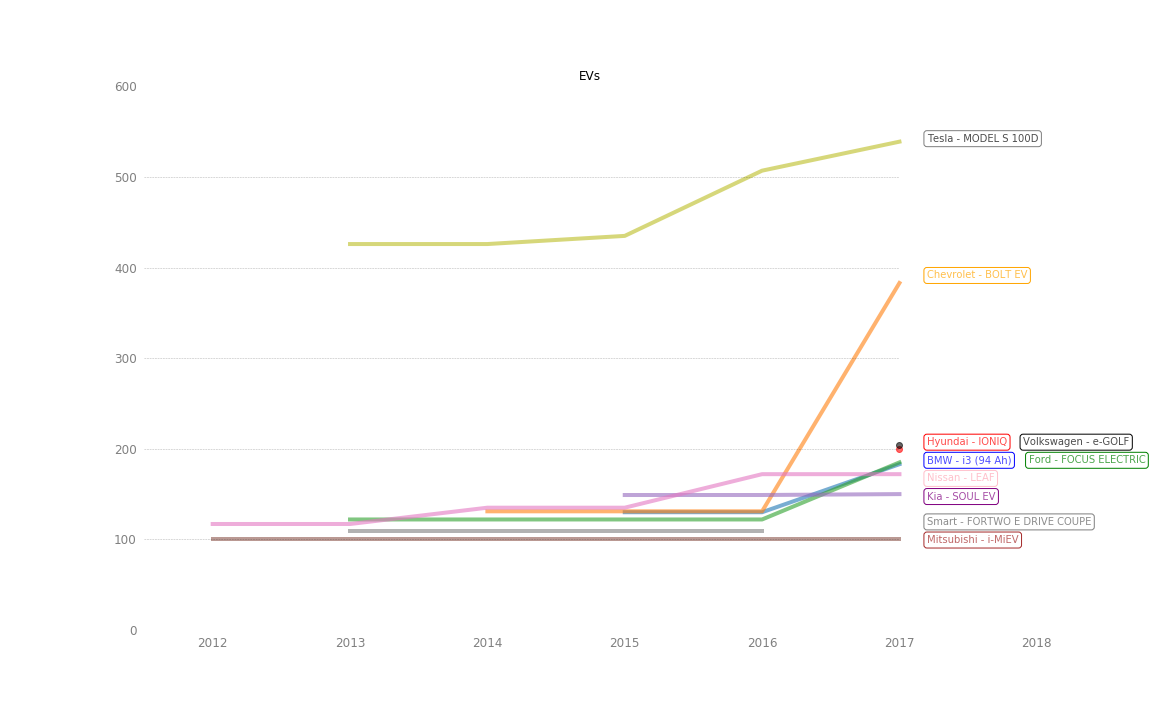 EVs
600
Tesla - MODEL S 100D
500
400
Chevrolet - BOLT EV
300
200
Hyundai - IONIQ Volkswagen - e-GOLF
BMW - i3 (94 Ah) Ford - FOCUS ELECTRIC
Nissan - LEAF
Kia - SOUL EV
Smart - FORTWO E DRIVE COUPE
100
Mitsubishi - i-MiEV
0
2012 2013 2014 2015 2016 2017 2018